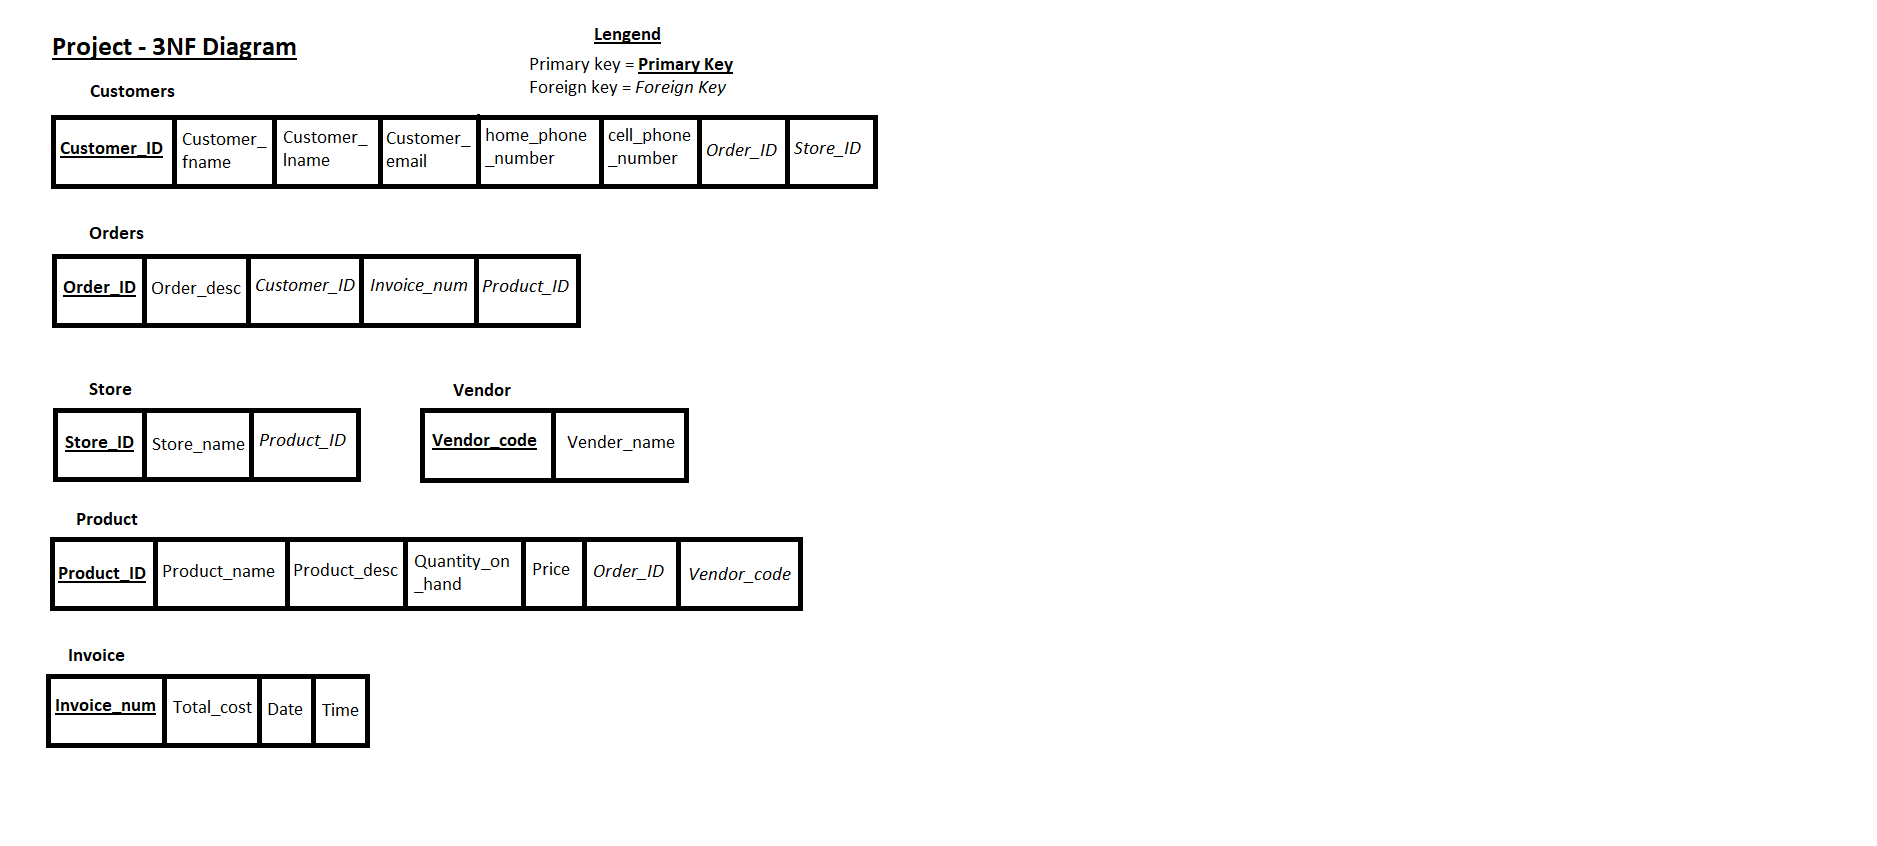 Project - 3NF Diagram
Lengend
Primary key = Primary Key
Foreign key = Foreign Key
Customers
Customer_ID
Customer_
fname
Customer_
lname
Customer_
email
home_phone
_number
cell_phone
_number
Order_ID
Store_ID
Orders
Order_ID
Order_desc
Customer_ID
Invoice_num
Product_ID
Store
Store_ID
Store_name
Product_ID
Vendor
Vendor_code
Vender_name
Product
Product_ID
Product_name
Product_desc
Quantity_on
_hand
Price
Order_ID
Vendor_code
Invoice
Invoice_num
Total_cost
Date
Time